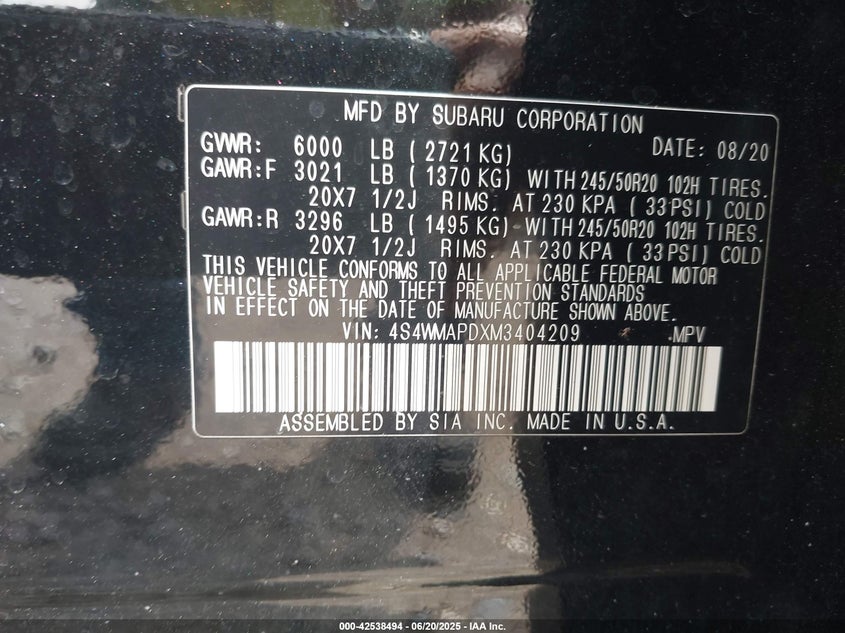 MFD BY SUBARU CORPORATION
GVWR: 6000 LB ( 2721 KG) DATE: 08/20
GAWR:F 3021 LB ( 1370 KG) WITH 245/50R20 102H TIRES.
20X7 1/2J RIMS. AT 230 KPA ( 33PSI) COLD
GAWR:R 3296 LB ( 1495 KG) WITH 245/50R20 102H TIRES.
20X7 1/2J RIMS. AT 230 KPA ( 33PSI) COLD
THIS VEHICLE CONFORMS TO ALL APPLICABLE FEDERAL MOTOR
VEHICLE SAFETY AND THEFT PREVENTION STANDARDS
IN EFFECT ON THE DATE OF MANUFACTURE SHOWN ABOVE.
VIN: 4S4WMAPDXM3404209 .MPV
ASSEMBLED BY SIA INC. MADE IN U.S.A.
000-42538494 - 06/20/2025 - IAA Inc.